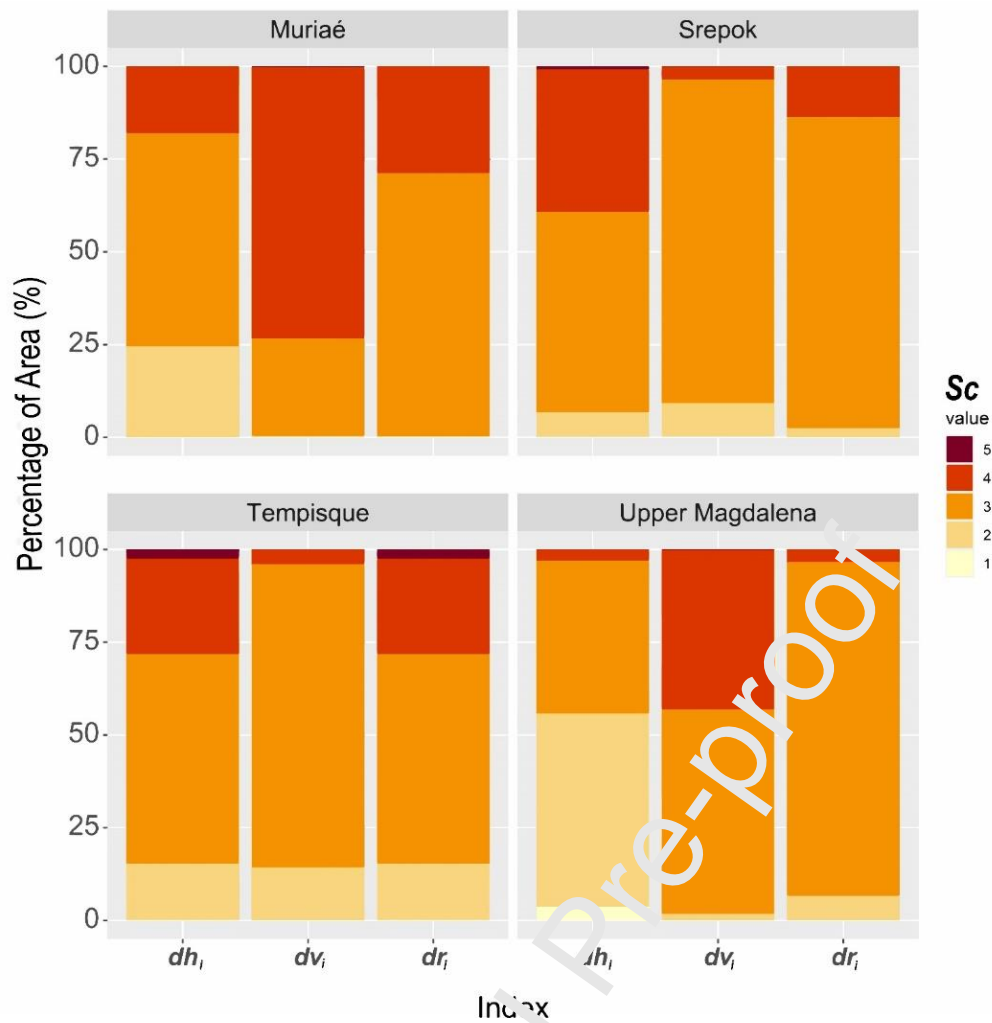 Muriaé
Srepok
100
75
50
25
0
Percentage of Area (%)
Tempisque
Upper Magdalena
100
75
50
25
0
dhᵢ
dvᵢ
drᵢ
dhᵢ
dvᵢ
drᵢ
Index
Sc
value
5
4
3
2
1
Pre-proof